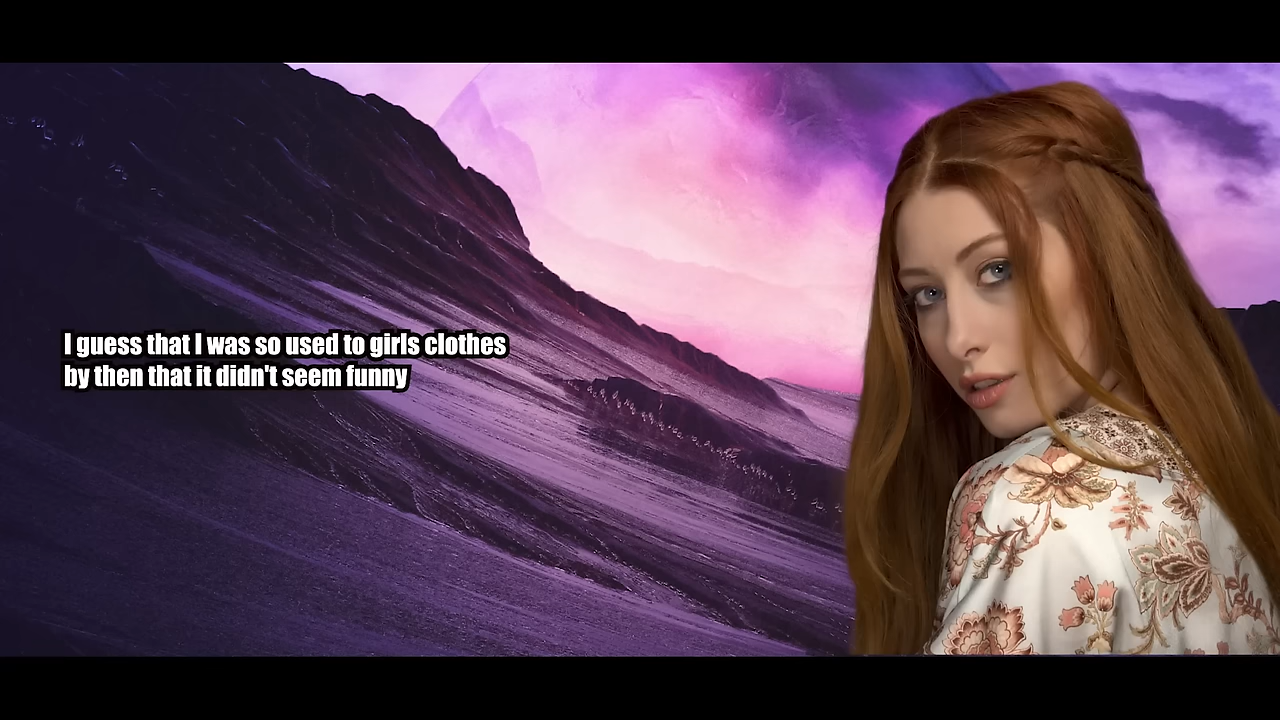 I guess that I was so used to girls clothes
by then that it didn't seem funny